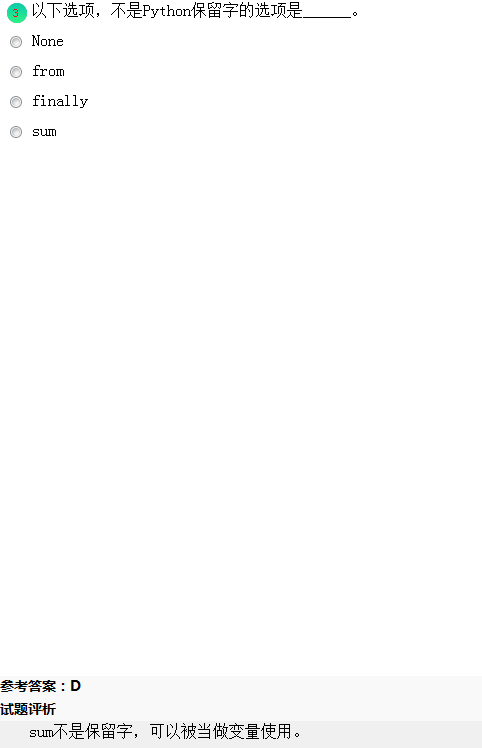 3 以下选项，不是Python保留字的选项是______。
None
from
finally
sum
参考答案：D
试题评析
sum不是保留字，可以被当做变量使用。